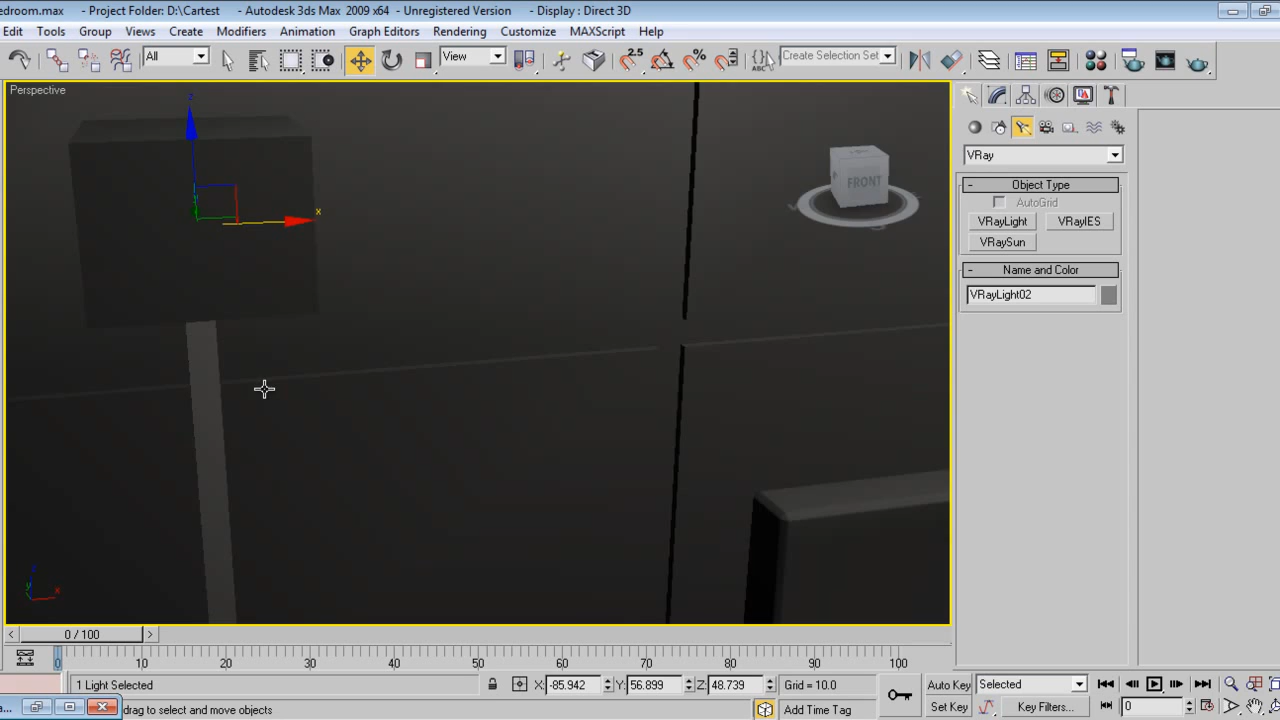 edroom.max - Project Folder: D:\Cartest - Autodesk 3ds Max 2009 x64 - Unregistered Version - Display : Direct 3D
Edit Tools Group Views Create Modifiers Animation Graph Editors Rendering Customize MAXScript Help
All View 2.5 % ABC Create Selection Set
Perspective
z
x
FRONT
VRay
- Object Type
AutoGrid
VRayLight VRayIES
VRaySun
- Name and Color
VRayLight02
x
< 0 / 100 >
0 10 20 30 40 50 60 70 80 90 100
1 Light Selected X: -85.942 Y: 56.899 Z: 48.739 Grid = 10.0 Auto Key Selected
a... drag to select and move objects Add Time Tag Set Key Key Filters... 0